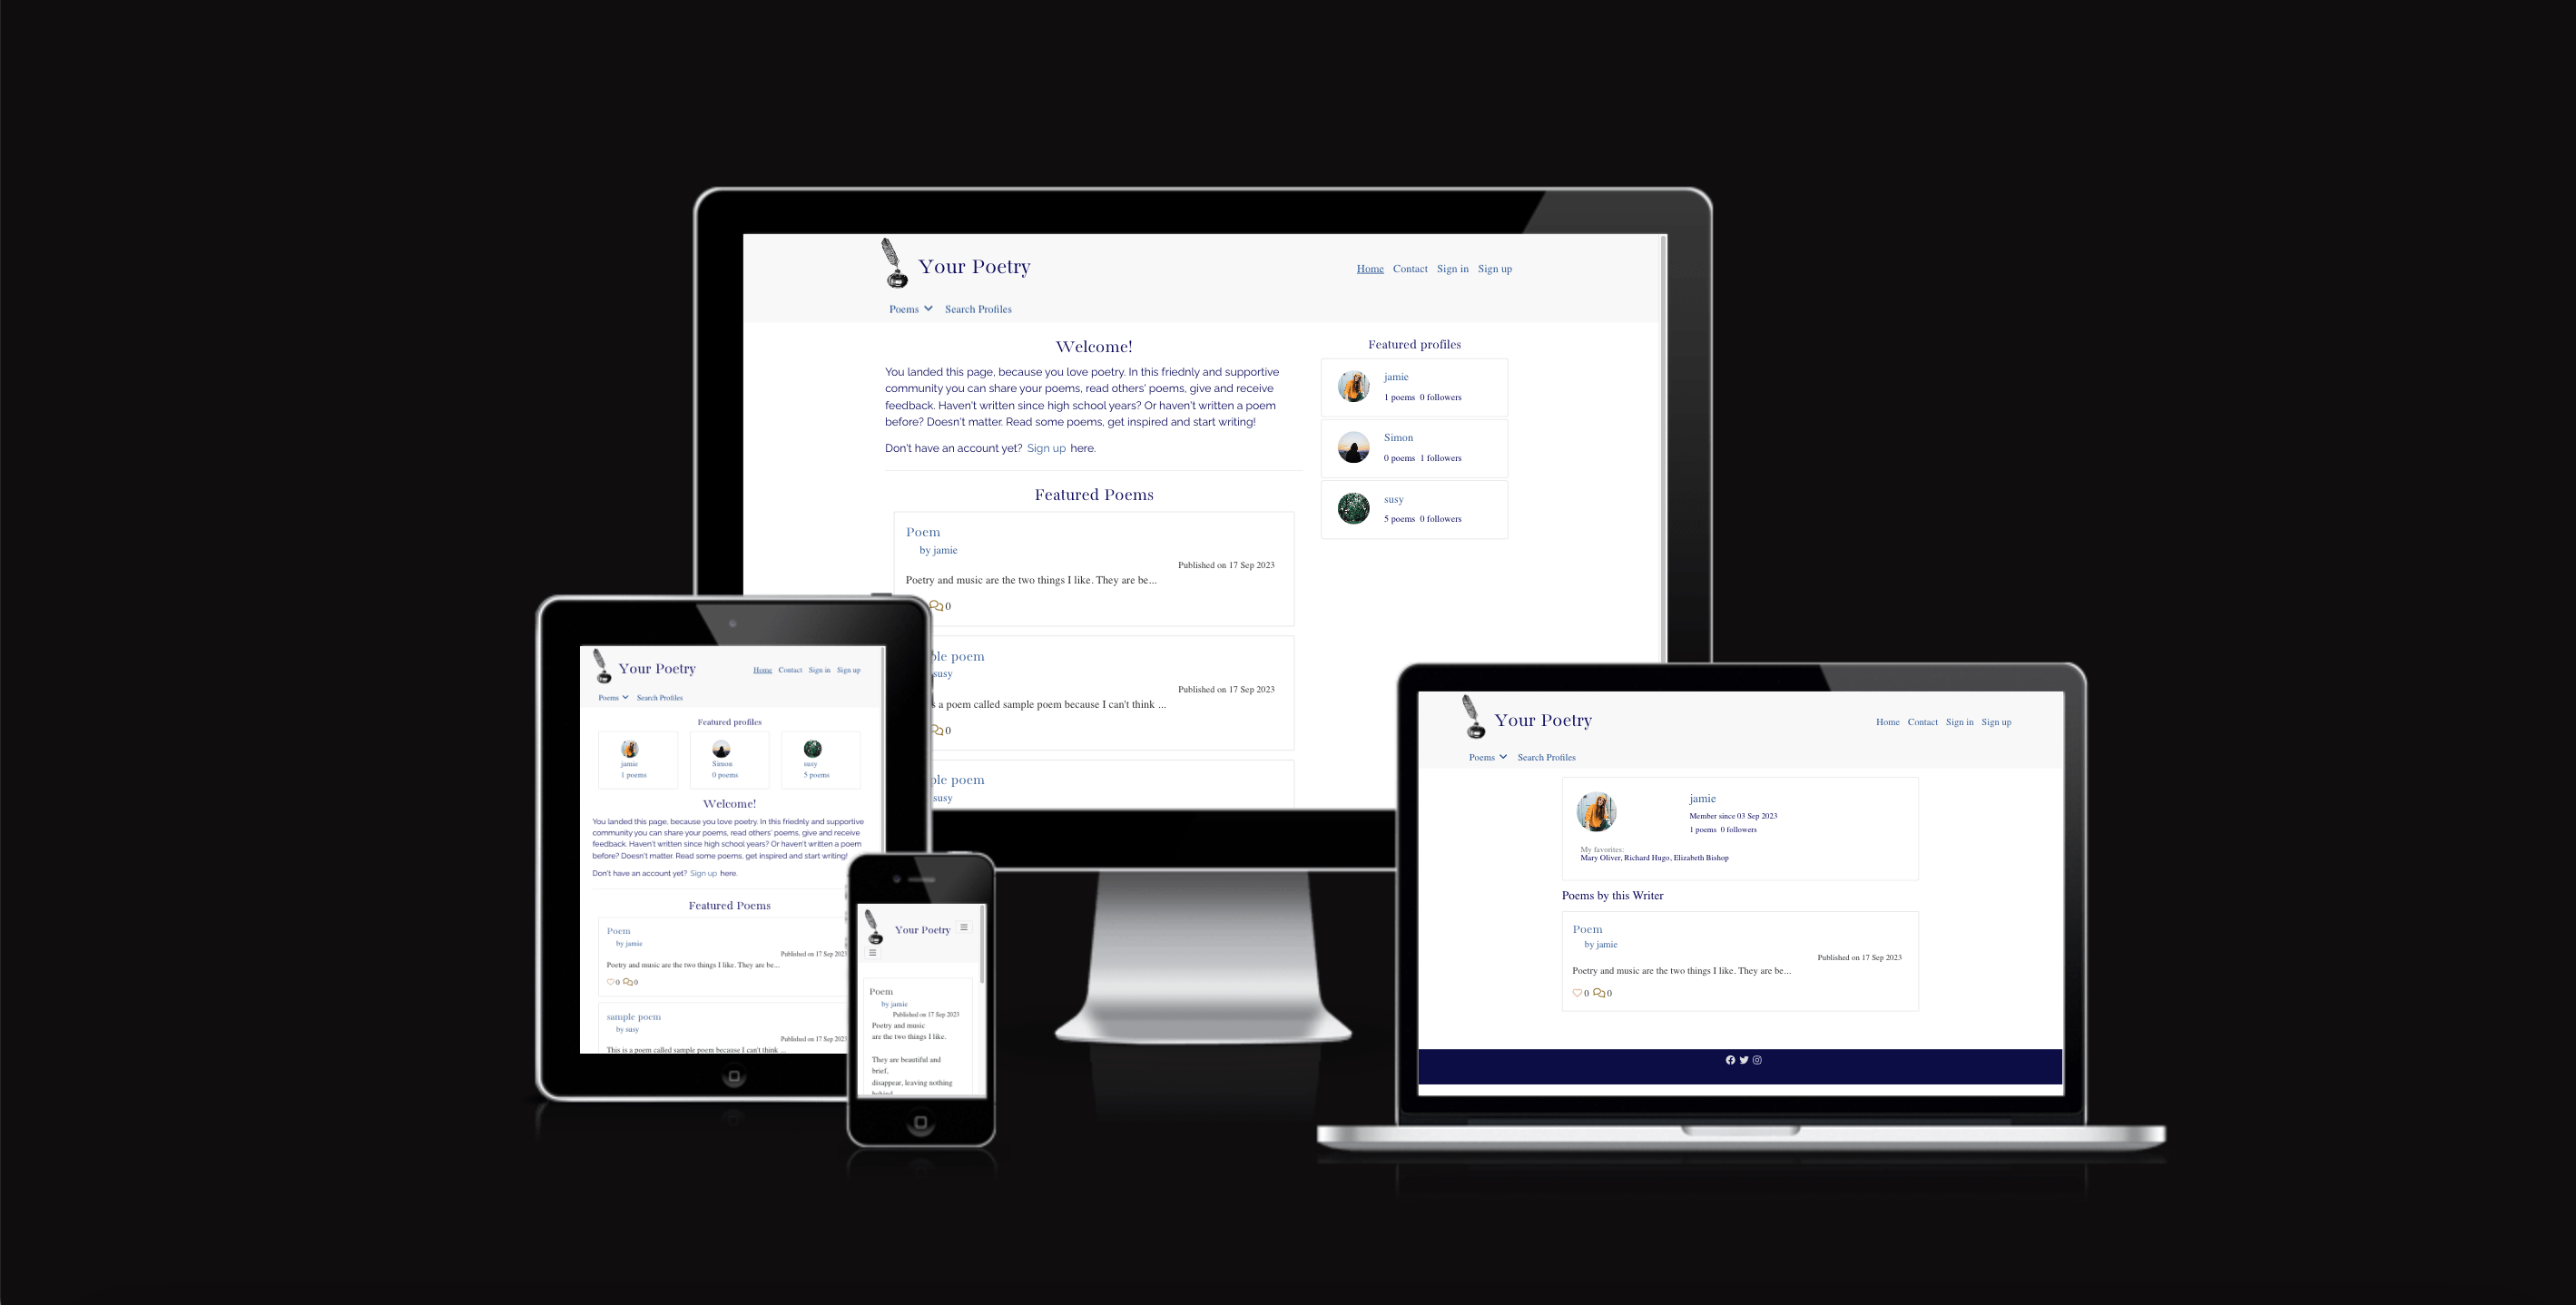 Your Poetry
Home Contact Sign in Sign up
Poems Search Profiles
Welcome!
You landed this page, because you love poetry. In this friednly and supportive
community you can share your poems, read others' poems, give and receive
feedback. Haven't written since high school years? Or haven't written a poem
before? Doesn't matter. Read some poems, get inspired and start writing!
Don't have an account yet? Sign up here.
Featured Poems
Poem
by jamie
Published on 17 Sep 2023
Poetry and music are the two things I like. They are be...
0
ple poem
susy
Published on 17 Sep 2023
s a poem called sample poem because I can't think ...
0
ple poem
susy
Featured profiles
jamie
1 poems 0 followers
Simon
0 poems 1 followers
susy
5 poems 0 followers
Your Poetry
Home Contact Sign in Sign up
Poems Search Profiles
Featured profiles
jamie
1 poems
Simon
0 poems
susy
5 poems
Welcome!
You landed this page, because you love poetry. In this friednly and supportive
community you can share your poems, read others' poems, give and receive
feedback. Haven't written since high school years? Or haven't written a poem
before? Doesn't matter. Read some poems, get inspired and start writing!
Don't have an account yet? Sign up here.
Featured Poems
Poem
by jamie
Published on 17 Sep 2023
Poetry and music are the two things I like. They are be...
0 0
sample poem
by susy
Published on 17 Sep 2023
This is a poem called sample poem because I can't think ...
Your Poetry
Poem
by jamie
Published on 17 Sep 2023
Poetry and music
are the two things I like.
They are beautiful and
brief,
disappear, leaving nothing
behind
Your Poetry
Home Contact Sign in Sign up
Poems Search Profiles
jamie
Member since 03 Sep 2023
1 poems 0 followers
My favorites:
Mary Oliver, Richard Hugo, Elizabeth Bishop
Poems by this Writer
Poem
by jamie
Published on 17 Sep 2023
Poetry and music are the two things I like. They are be...
0 0